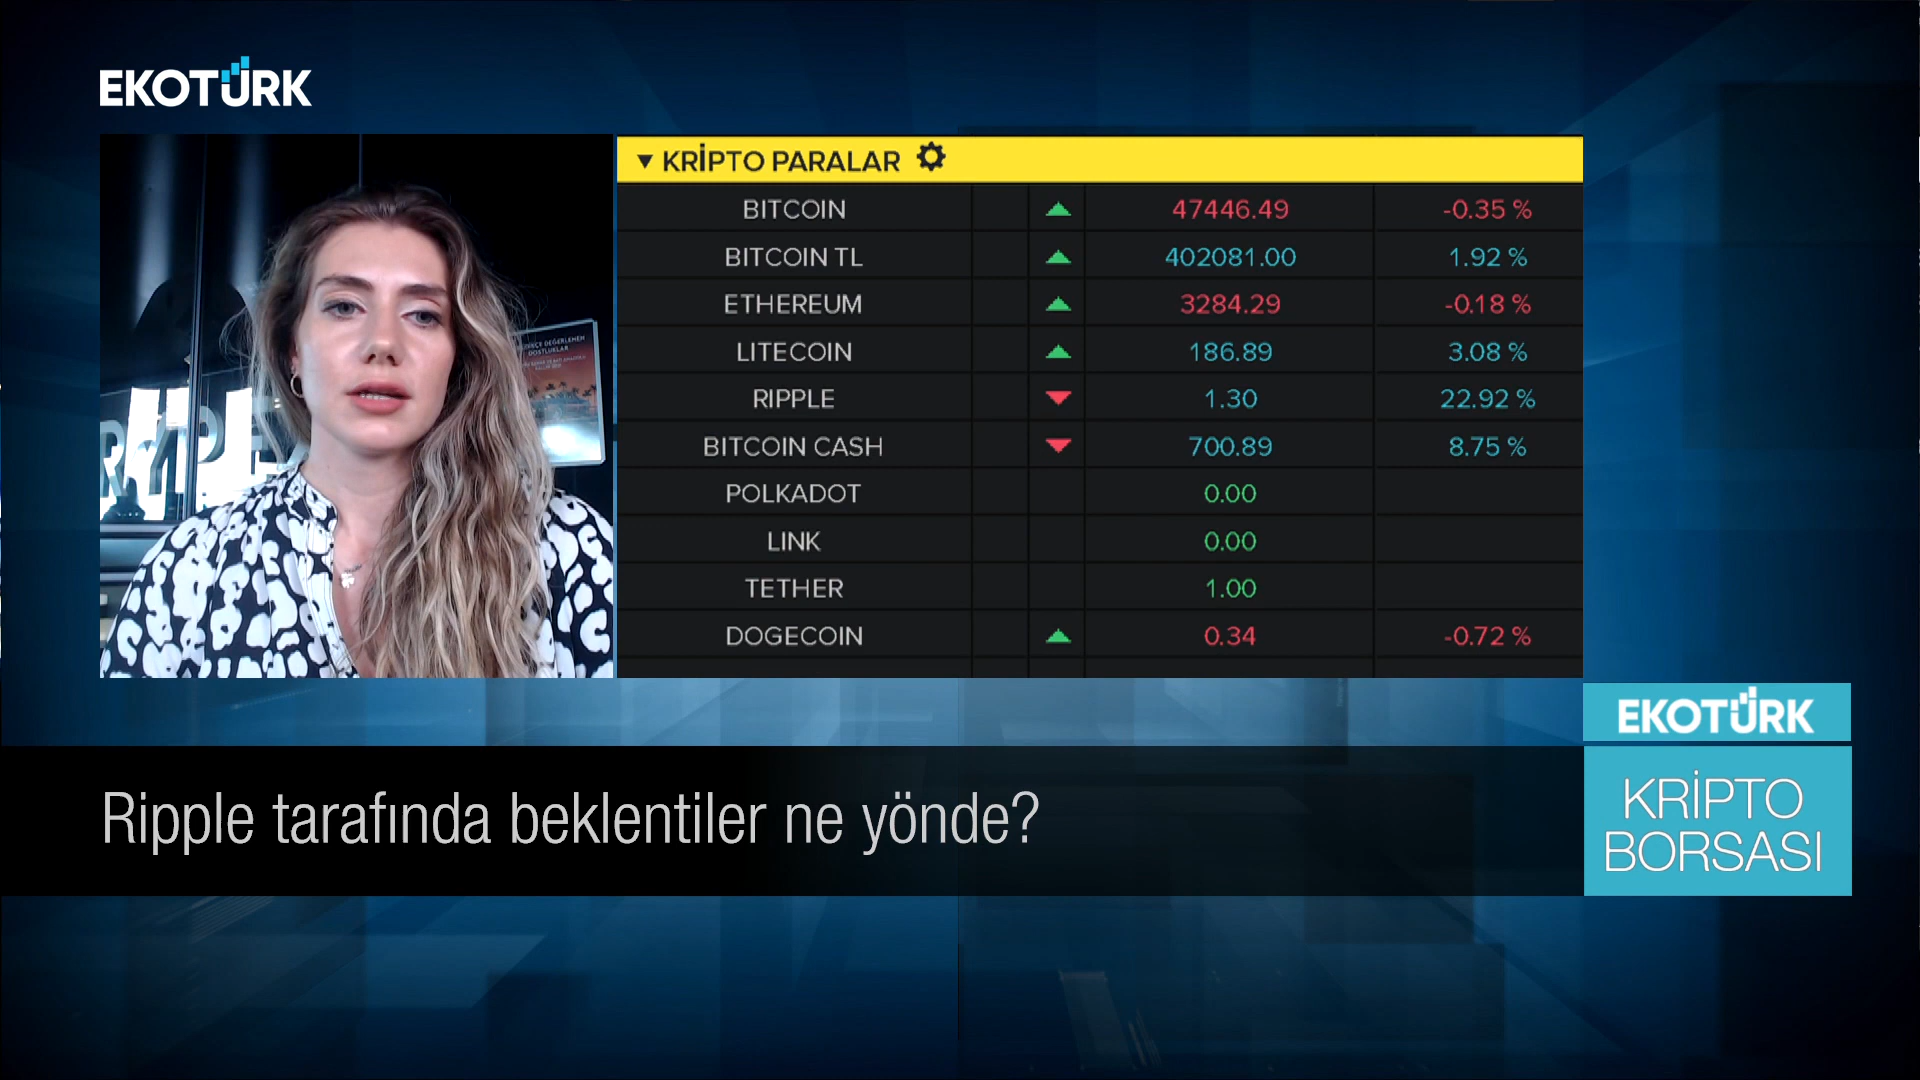 EKOTÜRK
KRİPTO PARALAR
BITCOIN 47446.49 -0.35 %
BITCOIN TL 402081.00 1.92 %
ETHEREUM 3284.29 -0.18 %
LITECOIN 186.89 3.08 %
RIPPLE 1.30 22.92 %
BITCOIN CASH 700.89 8.75 %
POLKADOT 0.00
LINK 0.00
TETHER 1.00
DOGECOIN 0.34 -0.72 %
DEĞERLEMEN
DOSTLUKLAR
EKOTÜRK
Ripple tarafında beklentiler ne yönde?
KRİPTO
BORSASI